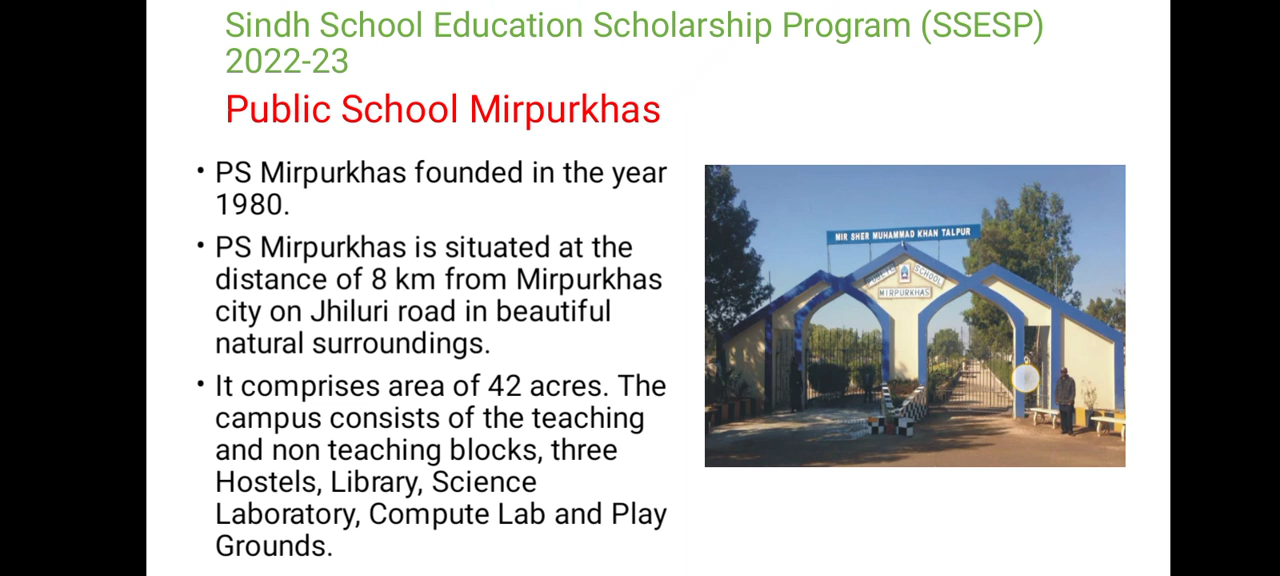 Sindh School Education Scholarship Program (SSESP)
2022-23
Public School Mirpurkhas
• PS Mirpurkhas founded in the year
1980.
• PS Mirpurkhas is situated at the
distance of 8 km from Mirpurkhas
city on Jhiluri road in beautiful
natural surroundings.
• It comprises area of 42 acres. The
campus consists of the teaching
and non teaching blocks, three
Hostels, Library, Science
Laboratory, Compute Lab and Play
Grounds.
MIR SHER MUHAMMAD KHAN TALPUR
PUBLIC SCHOOL
MIRPURKHAS